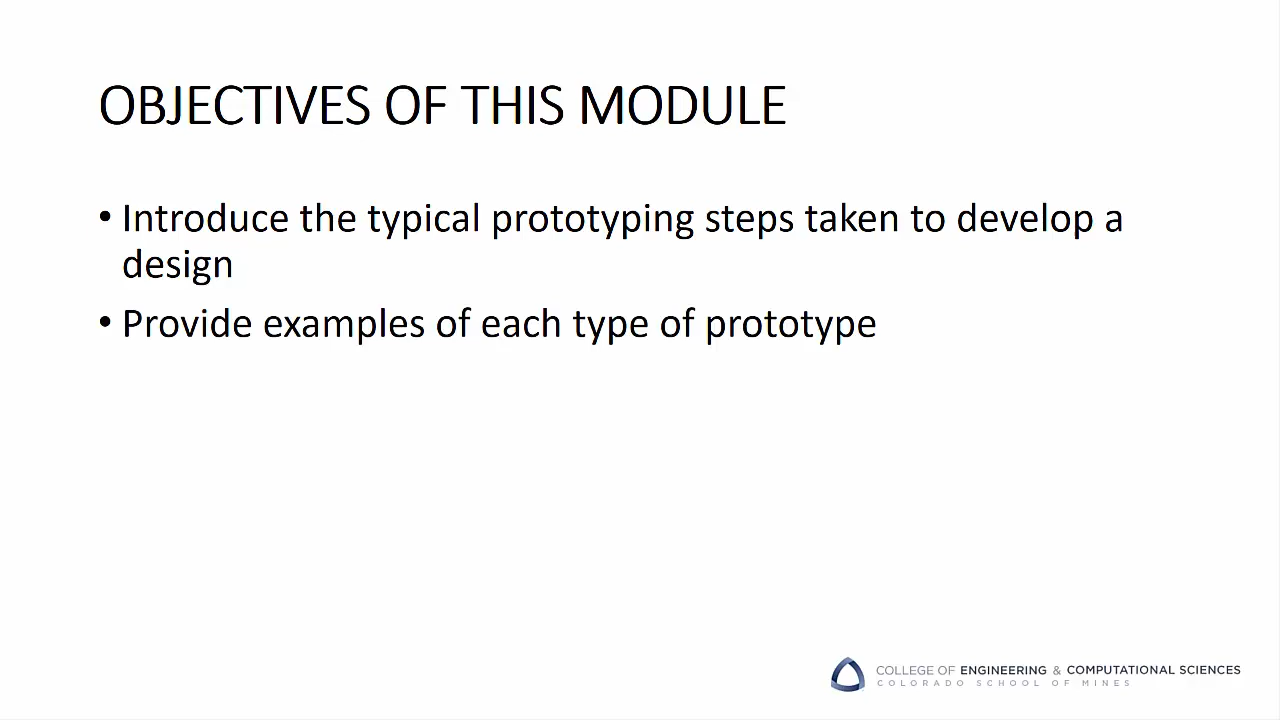 OBJECTIVES OF THIS MODULE
• Introduce the typical prototyping steps taken to develop a
design
• Provide examples of each type of prototype
COLLEGE OF ENGINEERING & COMPUTATIONAL SCIENCES
COLORADO SCHOOL OF MINES